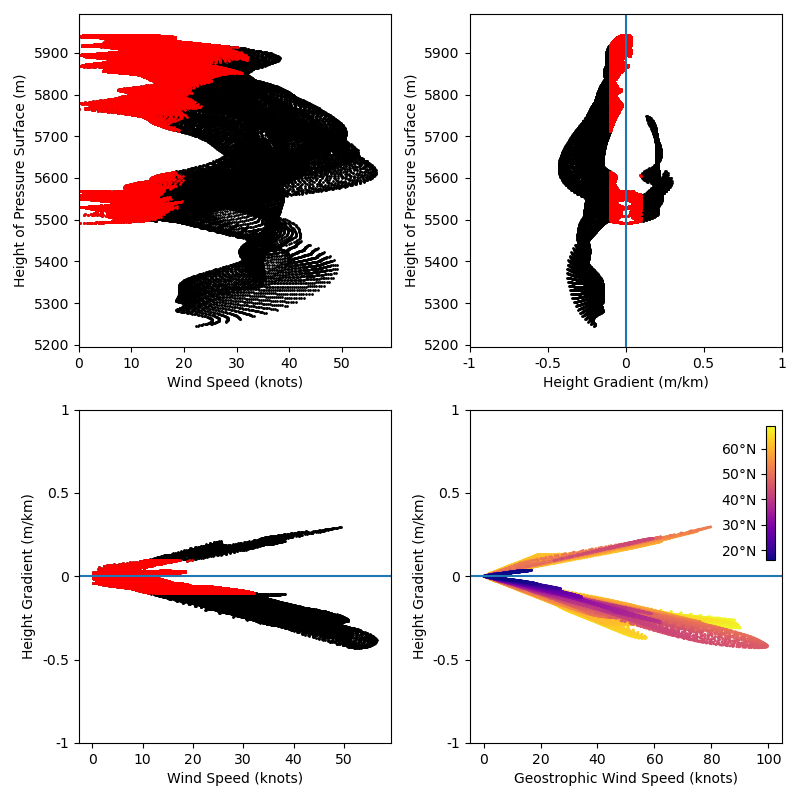 5900
5800
5700
5600
5500
5400
5300
5200
Height of Pressure Surface (m)
0 10 20 30 40 50
Wind Speed (knots)
5900
5800
5700
5600
5500
5400
5300
5200
Height of Pressure Surface (m)
-1 -0.5 0 0.5 1
Height Gradient (m/km)
1
0.5
0
-0.5
-1
Height Gradient (m/km)
0 10 20 30 40 50
Wind Speed (knots)
1
0.5
0
-0.5
-1
Height Gradient (m/km)
60°N
50°N
40°N
30°N
20°N
0 20 40 60 80 100
Geostrophic Wind Speed (knots)